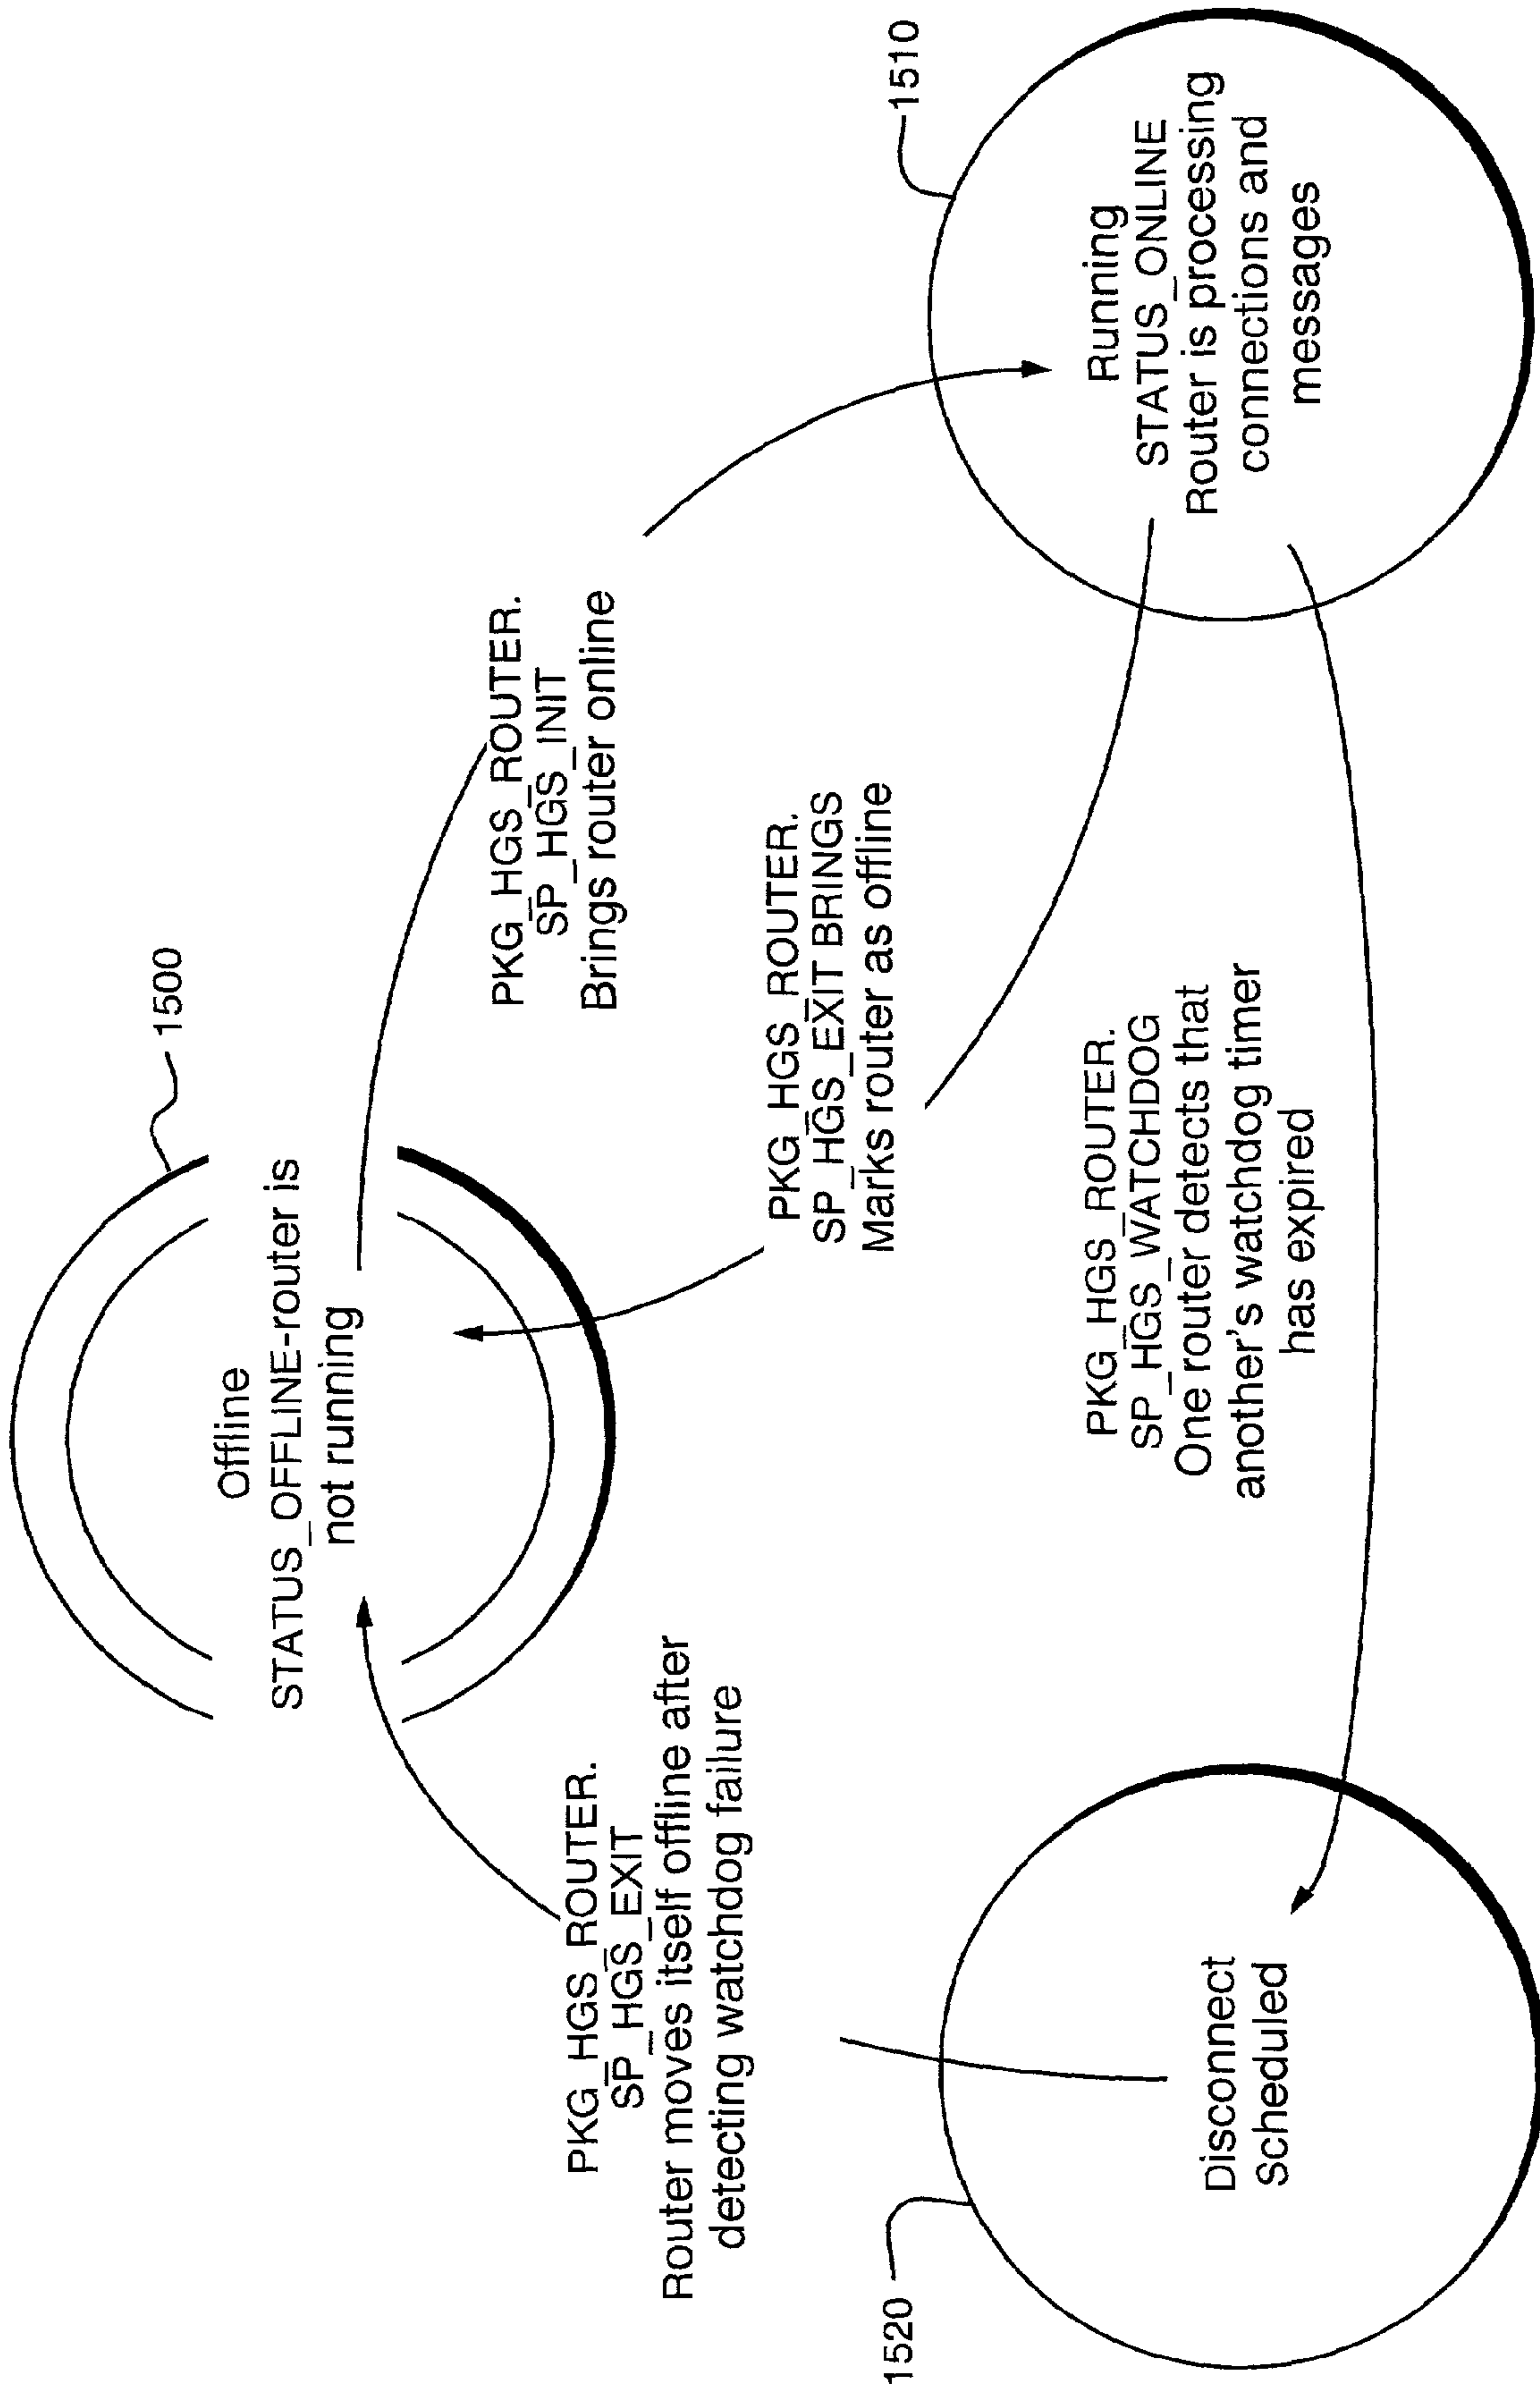 1500
Offline
STATUS_OFFLINE-router is
not running
PKG_HGS_ROUTER.
SP_HGS_EXIT
Router moves itself offline after
detecting watchdog failure
PKG_HGS_ROUTER.
SP_HGS_INIT
Brings router online
PKG_HGS_ROUTER.
SP_HGS_EXIT BRINGS
Marks router as offline
1520
Disconnect
Scheduled
PKG_HGS_ROUTER.
SP_HGS_WATCHDOG
One router detects that
another's watchdog timer
has expired
1510
Running
STATUS_ONLINE
Router is processing
connections and
messages